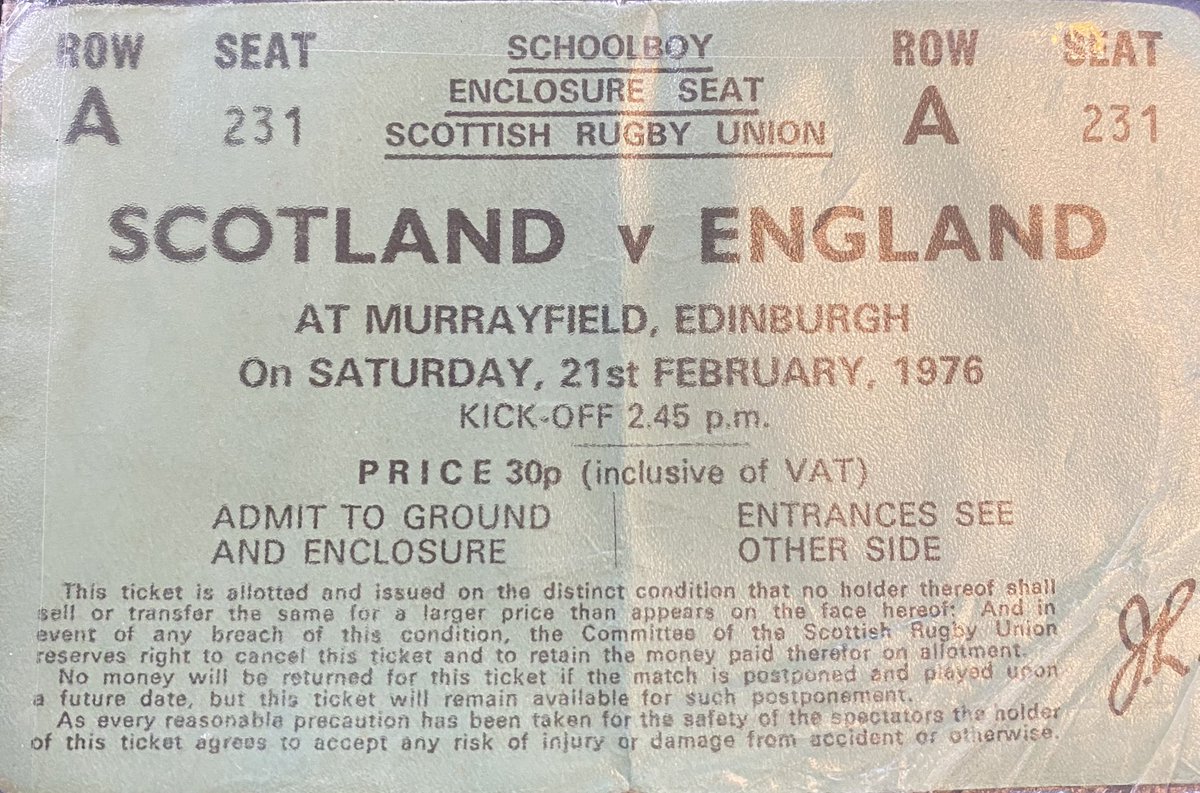 ROW SEAT SCHOOLBOY ROW SEAT
ENCLOSURE SEAT
A 231 SCOTTISH RUGBY UNION A 231
SCOTLAND v ENGLAND
AT MURRAYFIELD, EDINBURGH
On SATURDAY, 21st FEBRUARY, 1976
KICK-OFF 2.45 p.m.
PRICE 30p (inclusive of VAT)
ADMIT TO GROUND ENTRANCES SEE
AND ENCLOSURE OTHER SIDE
This ticket is allotted and issued on the distinct condition that no holder thereof shall
sell or transfer the same for a larger price than appears on the face hereof: And in
event of any breach of this condition, the Committee of the Scottish Rugby Union
reserves right to cancel this ticket and to retain the money paid therefor on allotment.
No money will be returned for this ticket if the match is postponed and played upon
a future date, but this ticket will remain available for such postponement.
As every reasonable precaution has been taken for the safety of the spectators the holder
of this ticket agrees to accept any risk of injury or damage from accident or otherwise.